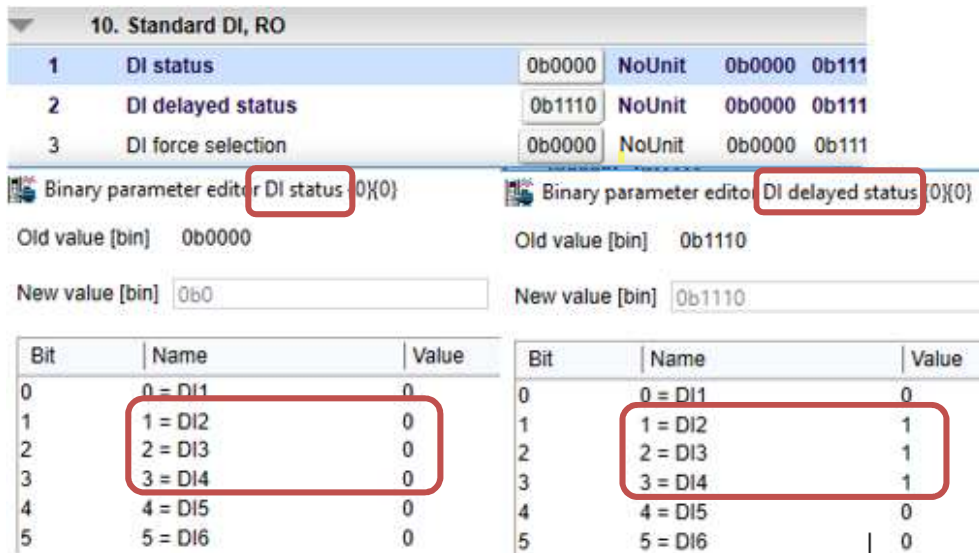 10. Standard DI, RO
1 DI status 0b0000 NoUnit 0b0000 0b111
2 DI delayed status 0b1110 NoUnit 0b0000 0b111
3 DI force selection 0b0000 NoUnit 0b0000 0b111
Binary parameter editor DI status {0}{0}
Old value [bin] 0b0000
New value [bin] 0b0
Bit Name Value
0 0 = DI1 0
1 1 = DI2 0
2 2 = DI3 0
3 3 = DI4 0
4 4 = DI5 0
5 5 = DI6 0
Binary parameter editor DI delayed status {0}{0}
Old value [bin] 0b1110
New value [bin] 0b1110
Bit Name Value
0 0 = DI1 0
1 1 = DI2 1
2 2 = DI3 1
3 3 = DI4 1
4 4 = DI5 0
5 5 = DI6 0